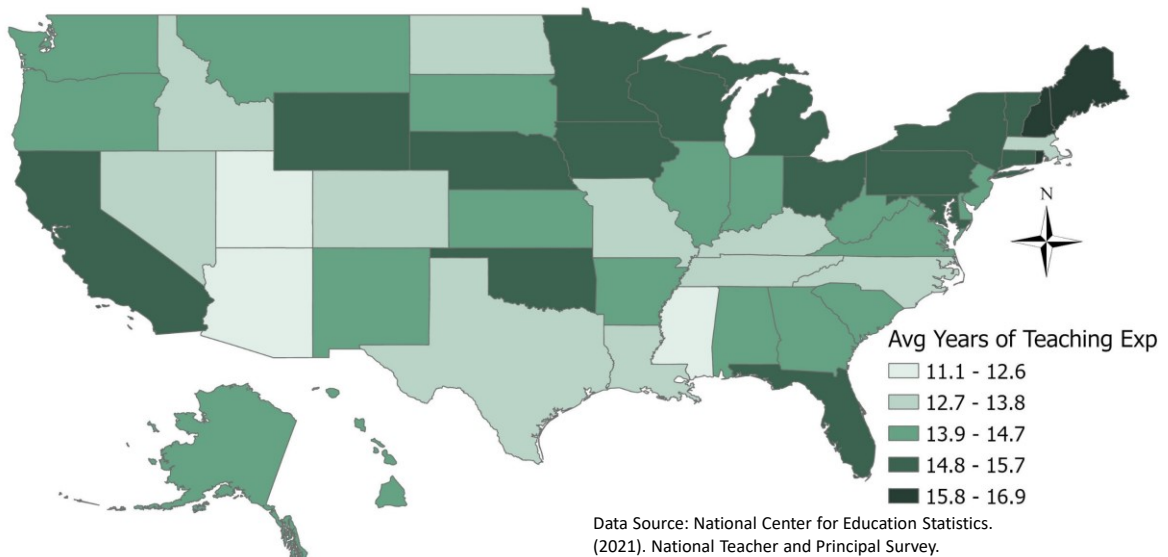 N
Avg Years of Teaching Exp
11.1 - 12.6
12.7 - 13.8
13.9 - 14.7
14.8 - 15.7
15.8 - 16.9
Data Source: National Center for Education Statistics.
(2021). National Teacher and Principal Survey.